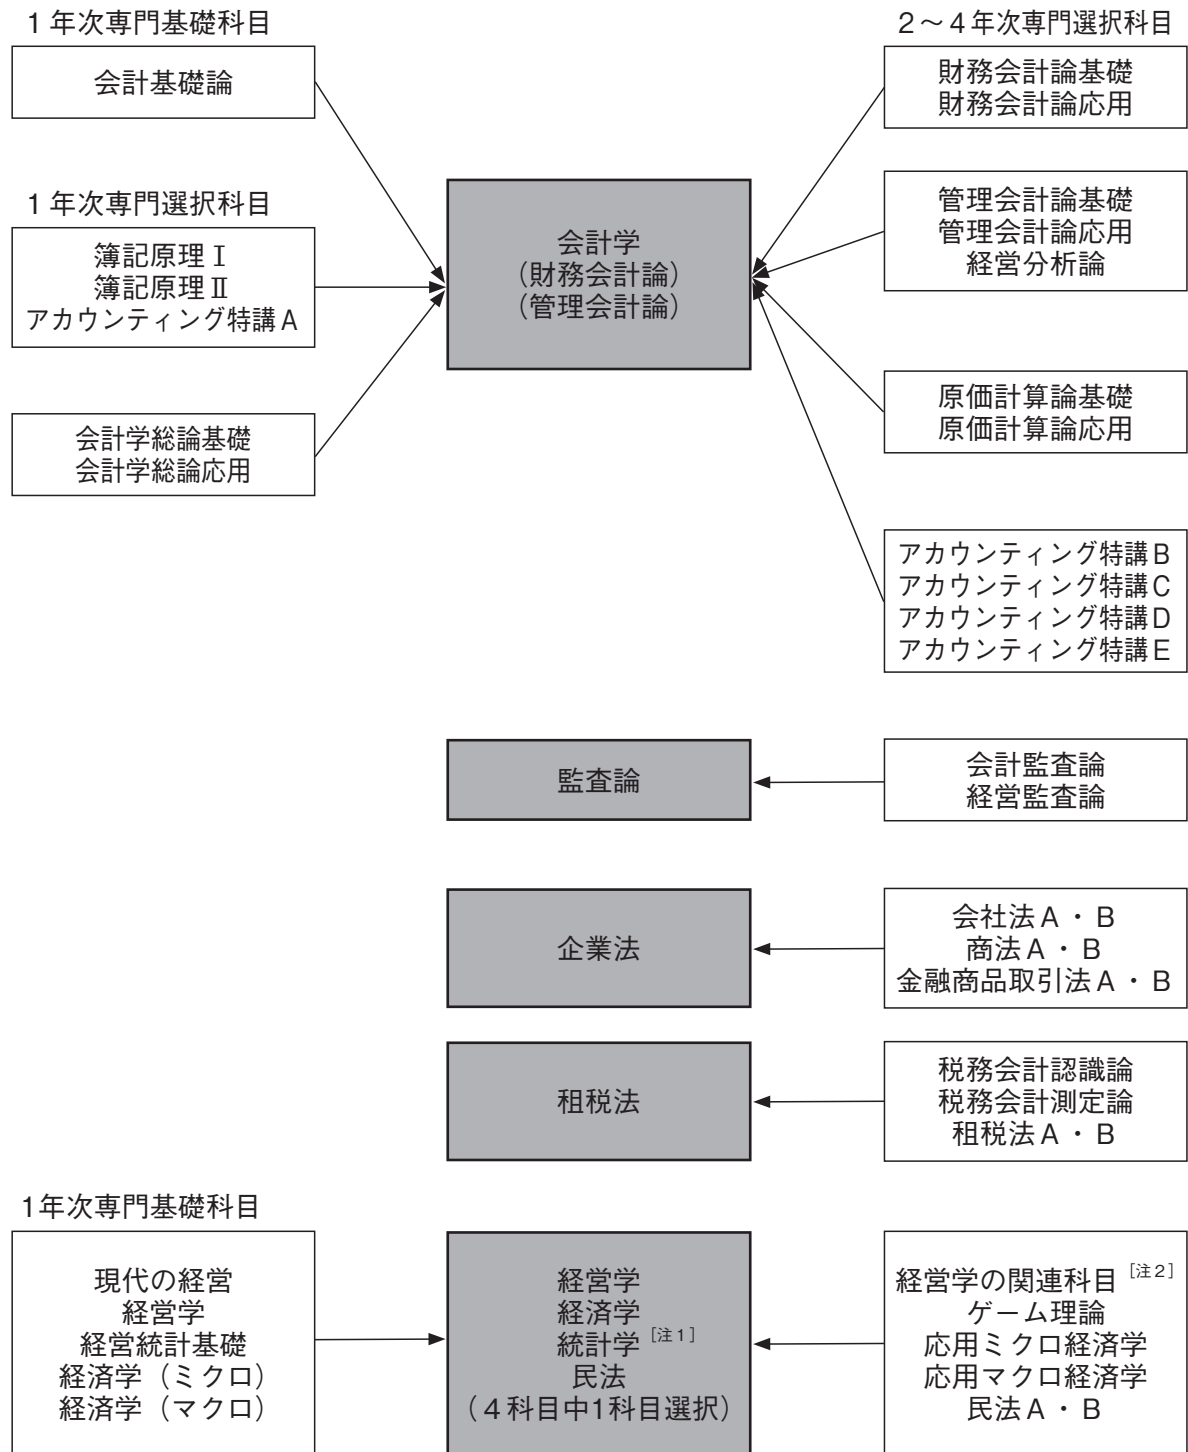 １年次専門基礎科目
会計基礎論
１年次専門選択科目
簿記原理Ⅰ
簿記原理Ⅱ
アカウンティング特講Ａ
会計学総論基礎
会計学総論応用
会計学
（財務会計論）
（管理会計論）
２～４年次専門選択科目
財務会計論基礎
財務会計論応用
管理会計論基礎
管理会計論応用
経営分析論
原価計算論基礎
原価計算論応用
アカウンティング特講Ｂ
アカウンティング特講Ｃ
アカウンティング特講Ｄ
アカウンティング特講Ｅ
監査論
会計監査論
経営監査論
企業法
会社法Ａ・Ｂ
商法Ａ・Ｂ
金融商品取引法Ａ・Ｂ
租税法
税務会計認識論
税務会計測定論
租税法Ａ・Ｂ
1年次専門基礎科目
現代の経営
経営学
経営統計基礎
経済学（ミクロ）
経済学（マクロ）
経営学
経済学
統計学［注１］
民法
（４科目中1科目選択）
経営学の関連科目［注２］
ゲーム理論
応用ミクロ経済学
応用マクロ経済学
民法Ａ・Ｂ